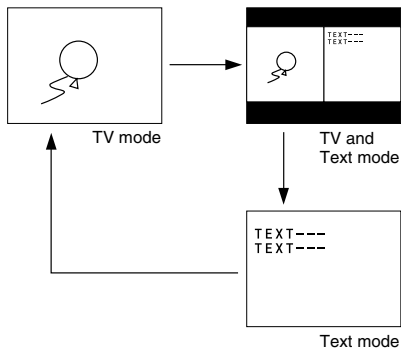 TEXT---
TEXT---
TV mode
TV and
Text mode
TEXT---
TEXT---
Text mode